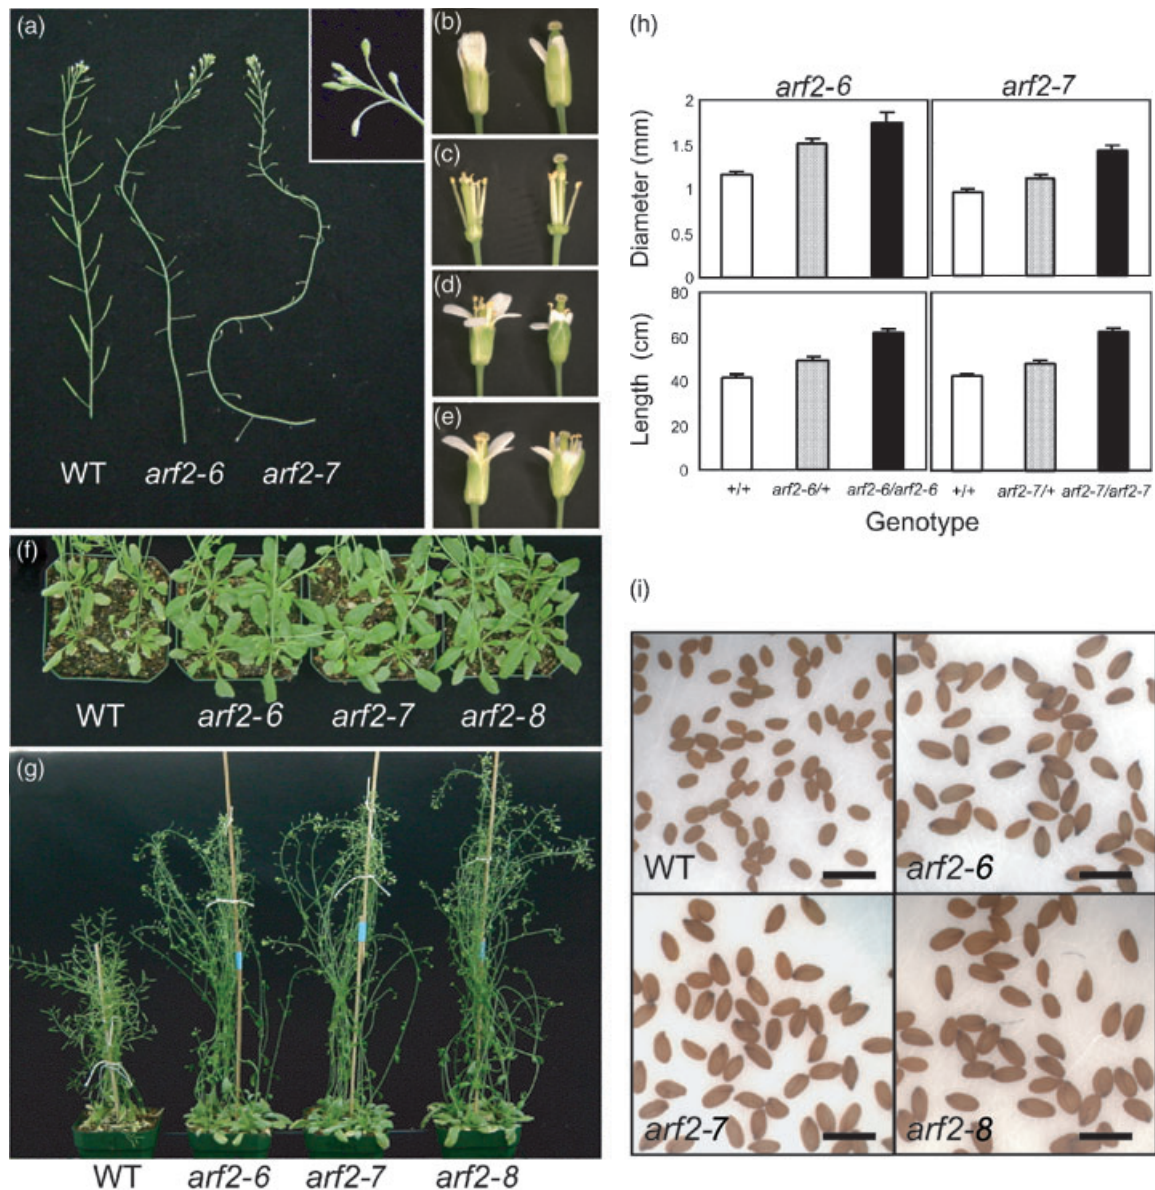 (a)
WT arf2-6 arf2-7
(b)
(c)
(d)
(e)
(f)
WT arf2-6 arf2-7 arf2-8
(g)
WT arf2-6 arf2-7 arf2-8
(h)
arf2-6 arf2-7
Diameter (mm)
2
1.5
1
0.5
0
Length (cm)
80
60
40
20
0
+/+ arf2-6/+ arf2-6/arf2-6 +/+ arf2-7/+ arf2-7/arf2-7
Genotype
(i)
WT arf2-6
arf2-7 arf2-8